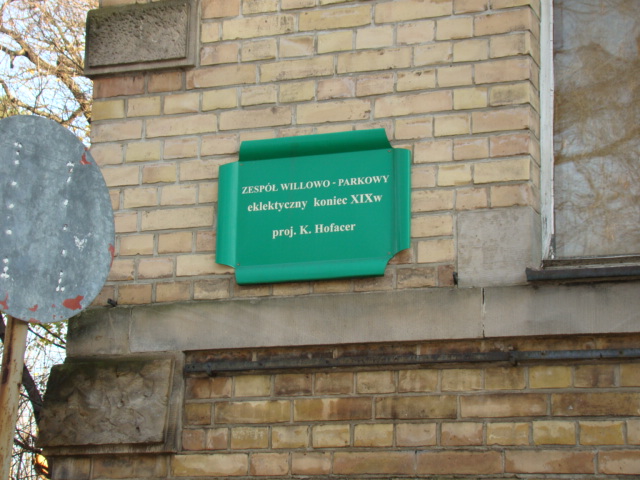 ZESPÓŁ WILLOWO - PARKOWY
eklektyczny koniec XIXw
proj. K. Hofacer